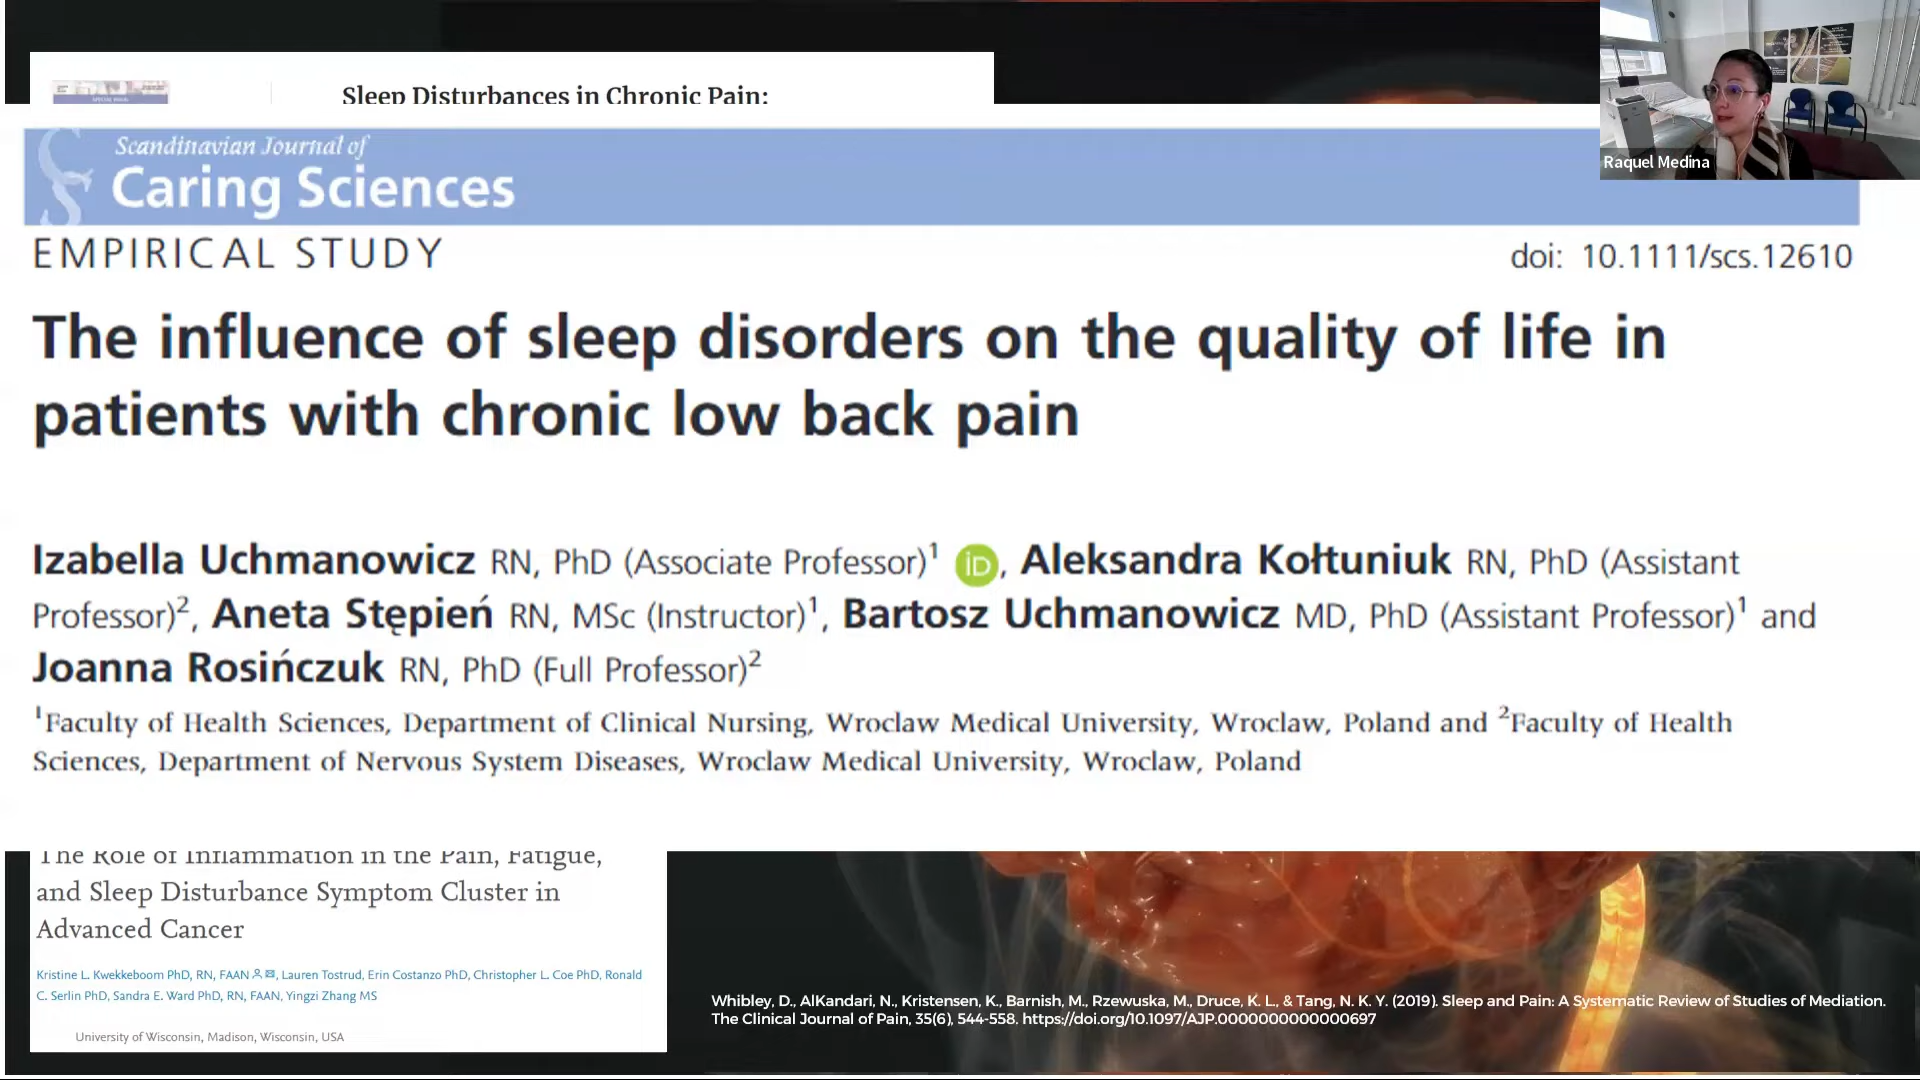 Sleep Disturbances in Chronic Pain:
Raquel Medina
Scandinavian Journal of
Caring Sciences
EMPIRICAL STUDY
doi: 10.1111/scs.12610
The influence of sleep disorders on the quality of life in
patients with chronic low back pain
Izabella Uchmanowicz RN, PhD (Associate Professor)¹ iD, Aleksandra Kołtuniuk RN, PhD (Assistant
Professor)², Aneta Stępień RN, MSc (Instructor)¹, Bartosz Uchmanowicz MD, PhD (Assistant Professor)¹ and
Joanna Rosińczuk RN, PhD (Full Professor)²
¹Faculty of Health Sciences, Department of Clinical Nursing, Wroclaw Medical University, Wroclaw, Poland and ²Faculty of Health
Sciences, Department of Nervous System Diseases, Wroclaw Medical University, Wroclaw, Poland
The Role of Inflammation in the Pain, Fatigue,
and Sleep Disturbance Symptom Cluster in
Advanced Cancer
Kristine L. Kwekkeboom PhD, RN, FAAN, Lauren Tostrud, Erin Costanzo PhD, Christopher L. Coe PhD, Ronald
C. Serlin PhD, Sandra E. Ward PhD, RN, FAAN, Yingzi Zhang MS
University of Wisconsin, Madison, Wisconsin, USA
Whibley, D., AlKandari, N., Kristensen, K., Barnish, M., Rzewuska, M., Druce, K. L., & Tang, N. K. Y. (2019). Sleep and Pain: A Systematic Review of Studies of Mediation.
The Clinical Journal of Pain, 35(6), 544-558. https://doi.org/10.1097/AJP.0000000000000697